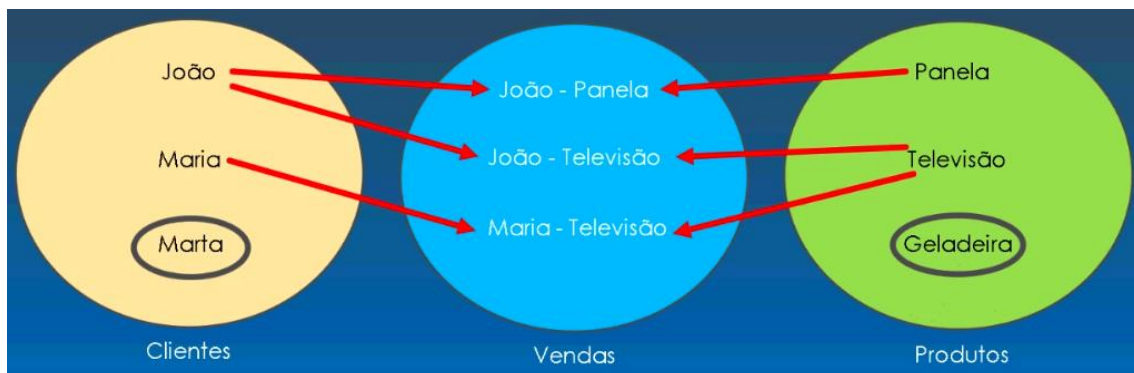 João
Maria
Marta
Clientes
João - Panela
João - Televisão
Maria - Televisão
Vendas
Panela
Televisão
Geladeira
Produtos